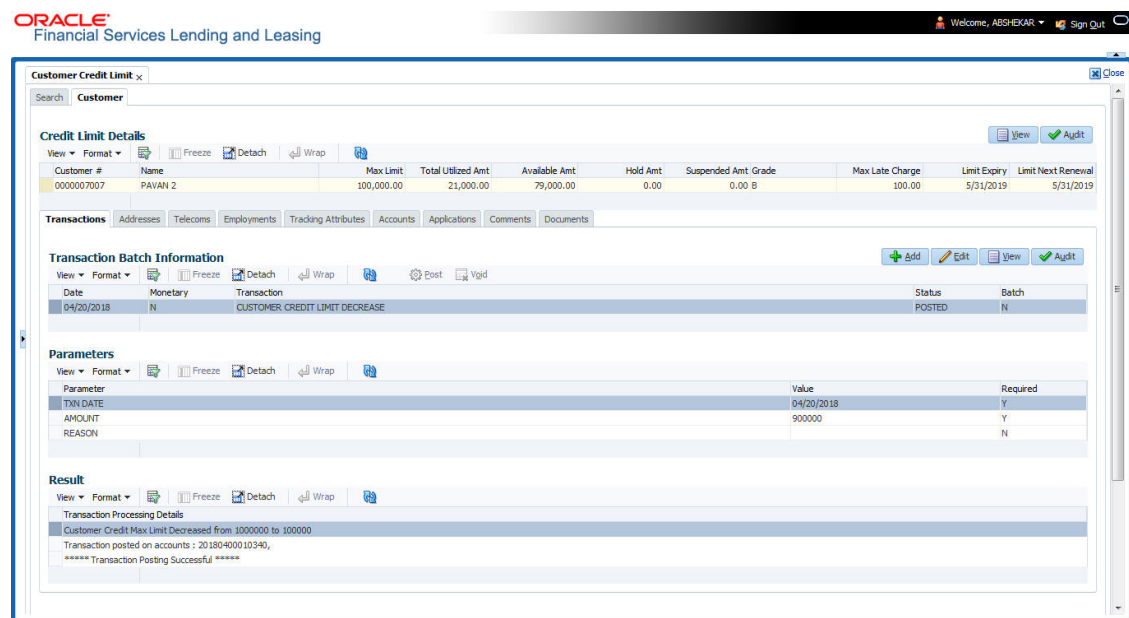 ORACLE®
Welcome, ABSHEKAR Sign Out
Financial Services Lending and Leasing
Customer Credit Limit x
Close
Search Customer
Credit Limit Details
View Audit
View Format Freeze Detach Wrap
Customer # Name Max Limit Total Utilized Amt Available Amt Hold Amt Suspended Amt Grade Max Late Charge Limit Expiry Limit Next Renewal
0000007007 PAVAN 2 100,000.00 21,000.00 79,000.00 0.00 0.00 B 100.00 5/31/2019 5/31/2019
Transactions Addresses Telecoms Employments Tracking Attributes Accounts Applications Comments Documents
Transaction Batch Information
Add Edit View Audit
View Format Freeze Detach Wrap Post Void
Date Monetary Transaction Status Batch
04/20/2018 N CUSTOMER CREDIT LIMIT DECREASE POSTED N
Parameters
View Format Freeze Detach Wrap
Parameter Value Required
TXN DATE 04/20/2018 Y
AMOUNT 900000 Y
REASON N
Result
View Format Freeze Detach Wrap
Transaction Processing Details
Customer Credit Max Limit Decreased from 1000000 to 100000
Transaction posted on accounts : 20180400010340,
***** Transaction Posting Successful *****